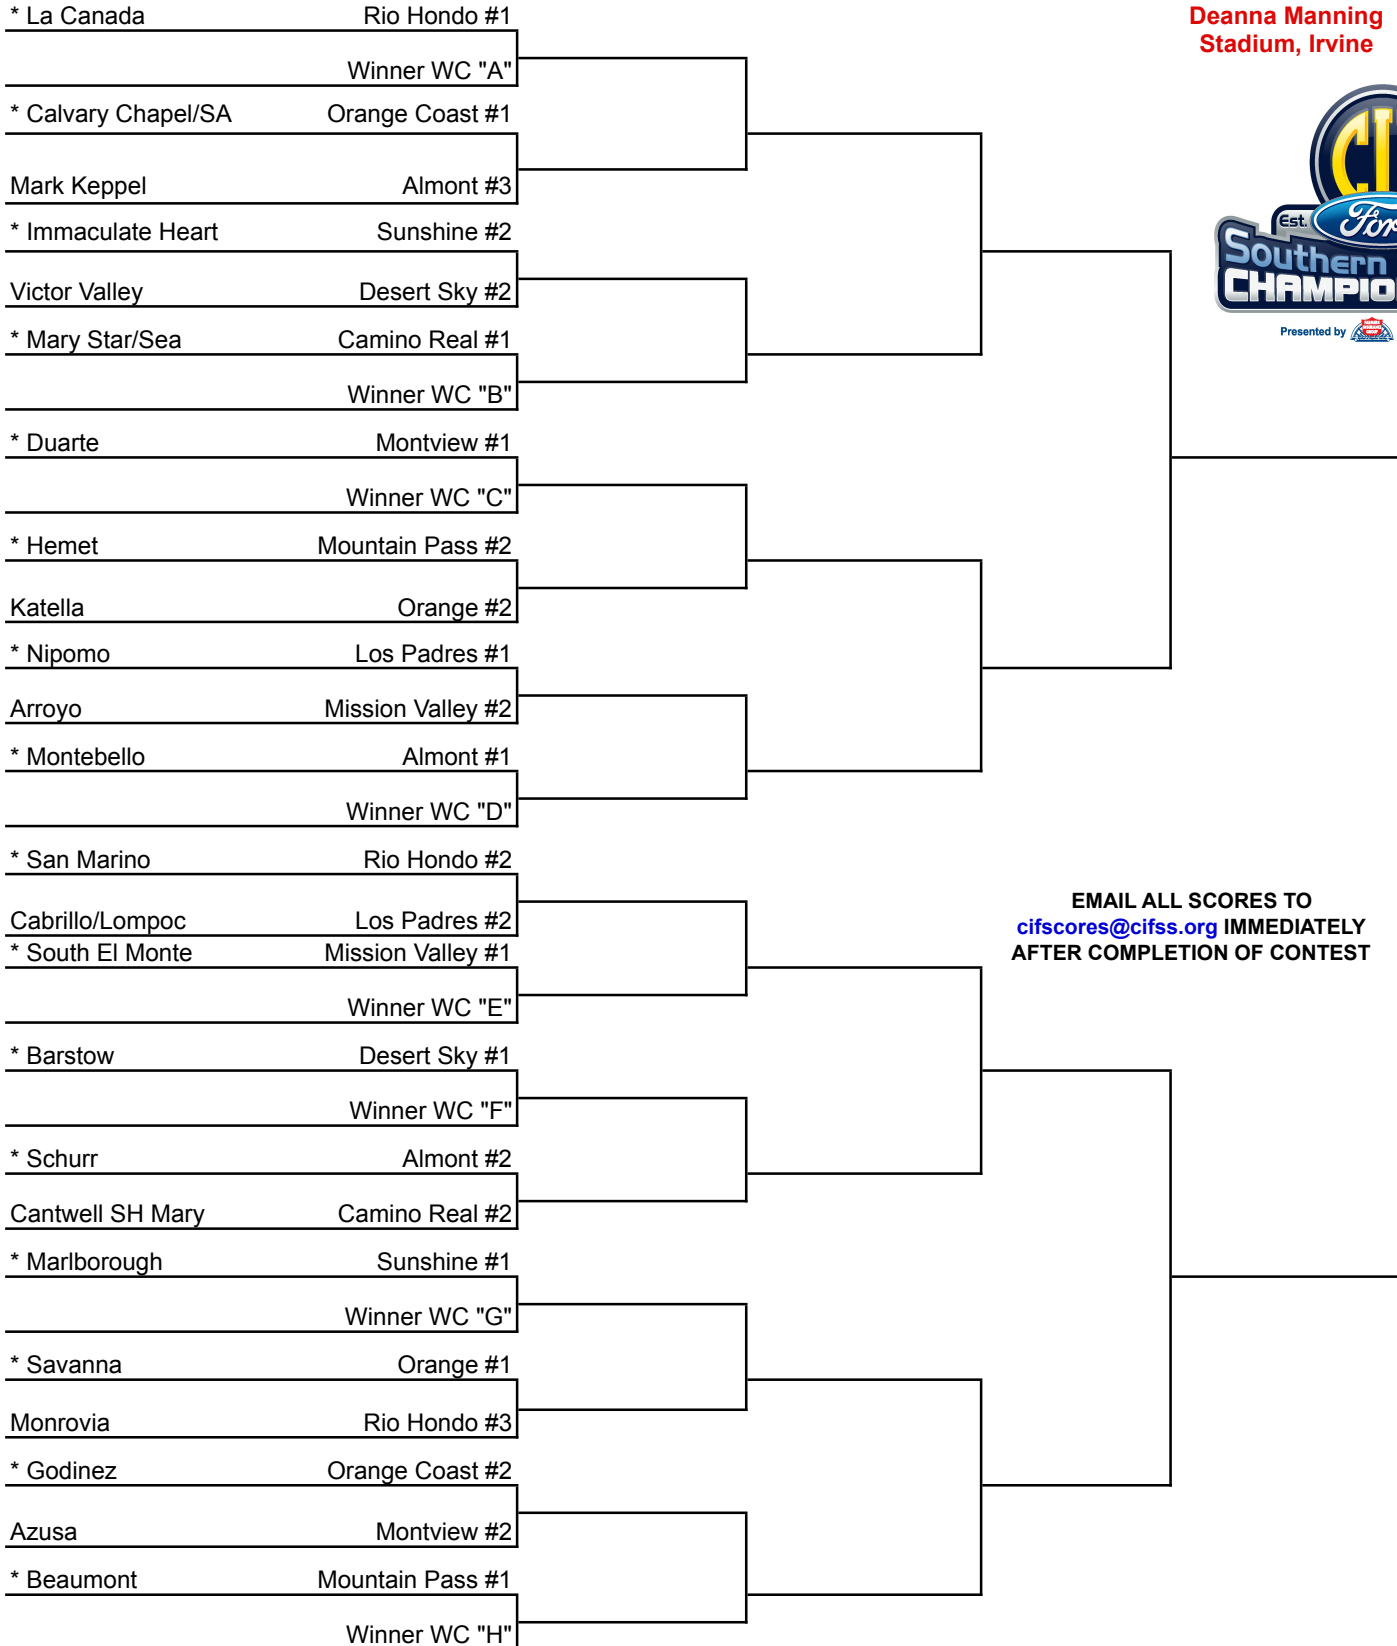 * La Canada Rio Hondo #1
Winner WC "A"
* Calvary Chapel/SA Orange Coast #1
Mark Keppel Almont #3
* Immaculate Heart Sunshine #2
Victor Valley Desert Sky #2
* Mary Star/Sea Camino Real #1
Winner WC "B"
* Duarte Montview #1
Winner WC "C"
* Hemet Mountain Pass #2
Katella Orange #2
* Nipomo Los Padres #1
Arroyo Mission Valley #2
* Montebello Almont #1
Winner WC "D"
* San Marino Rio Hondo #2
Cabrillo/Lompoc Los Padres #2
* South El Monte Mission Valley #1
Winner WC "E"
* Barstow Desert Sky #1
Winner WC "F"
* Schurr Almont #2
Cantwell SH Mary Camino Real #2
* Marlborough Sunshine #1
Winner WC "G"
* Savanna Orange #1
Monrovia Rio Hondo #3
* Godinez Orange Coast #2
Azusa Montview #2
* Beaumont Mountain Pass #1
Winner WC "H"
Deanna Manning
Stadium, Irvine
CI
Est.
For
Southern
CHAMPIO
Presented by
EMAIL ALL SCORES TO
cifscores@cifss.org IMMEDIATELY
AFTER COMPLETION OF CONTEST